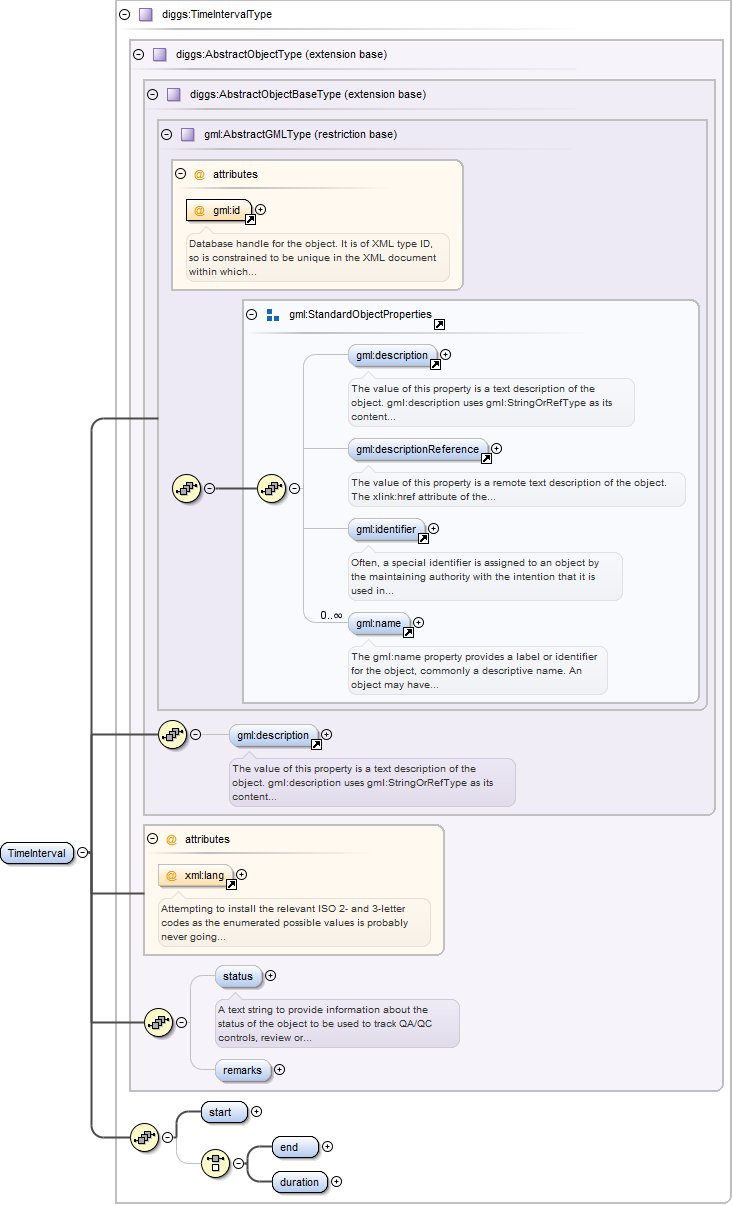 diggs:TimeIntervalType
diggs:AbstractObjectType (extension base)
diggs:AbstractObjectBaseType (extension base)
gml:AbstractGMLType (restriction base)
@ attributes
@ gml:id
Database handle for the object. It is of XML type ID,
so is constrained to be unique in the XML document
within which...
gml:StandardObjectProperties
gml:description
The value of this property is a text description of the
object. gml:description uses gml:StringOrRefType as its
content...
gml:descriptionReference
The value of this property is a remote text description of the object.
The xlink:href attribute of the...
gml:identifier
Often, a special identifier is assigned to an object by
the maintaining authority with the intention that it is
used in...
0..∞
gml:name
The gml:name property provides a label or identifier
for the object, commonly a descriptive name. An
object may have...
gml:description
The value of this property is a text description of the
object. gml:description uses gml:StringOrRefType as its
content...
TimeInterval
@ attributes
@ xml:lang
Attempting to install the relevant ISO 2- and 3-letter
codes as the enumerated possible values is probably
never going...
status
A text string to provide information about the
status of the object to be used to track QA/QC
controls, review or...
remarks
start
end
duration